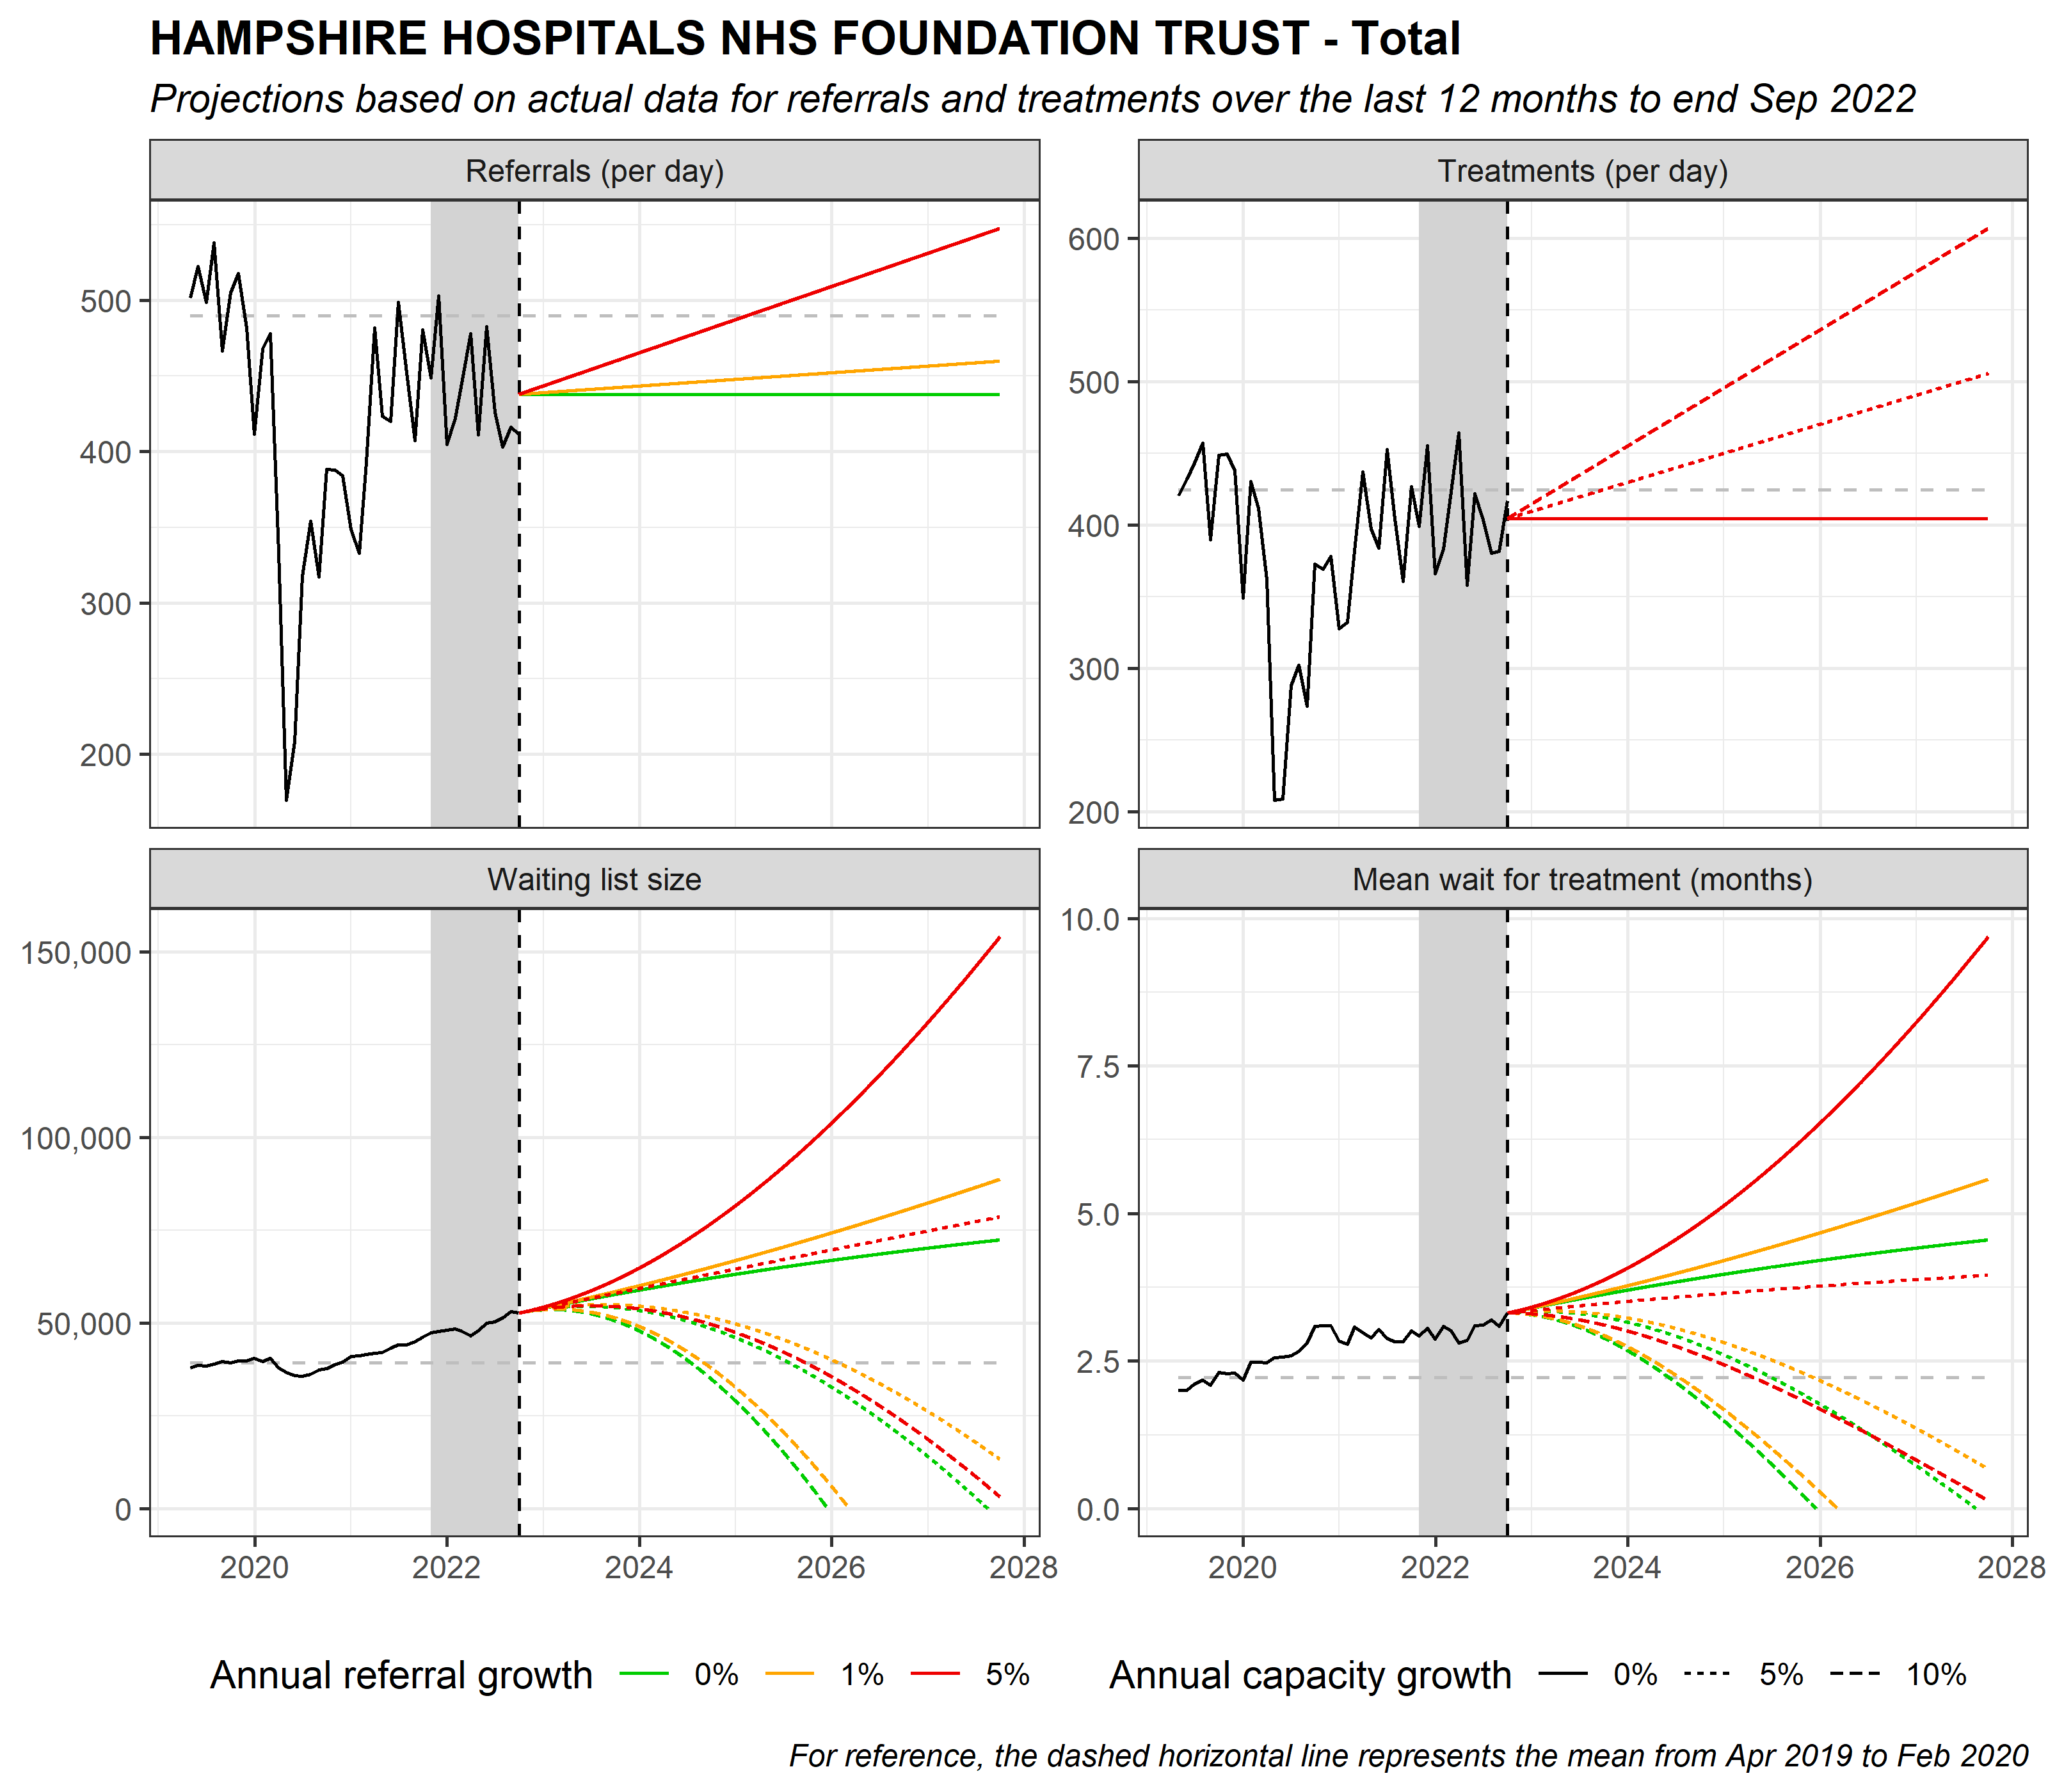 HAMPSHIRE HOSPITALS NHS FOUNDATION TRUST - Total
Projections based on actual data for referrals and treatments over the last 12 months to end Sep 2022
Referrals (per day)
500
400
300
200
Treatments (per day)
600
500
400
300
200
Waiting list size
150,000
100,000
50,000
0
2020 2022 2024 2026 2028
Mean wait for treatment (months)
10.0
7.5
5.0
2.5
0.0
2020 2022 2024 2026 2028
Annual referral growth 0% 1% 5%
Annual capacity growth 0% 5% 10%
For reference, the dashed horizontal line represents the mean from Apr 2019 to Feb 2020